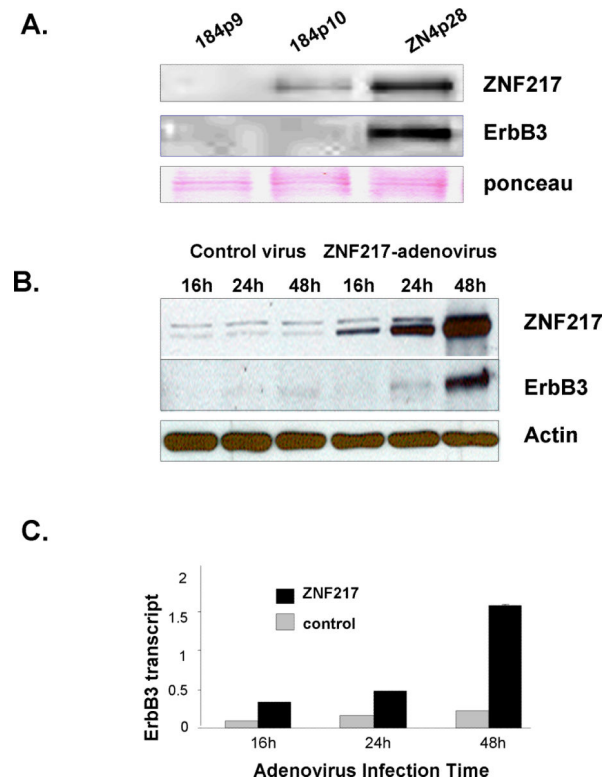 A.
184p9 184p10 ZN4p28
ZNF217
ErbB3
ponceau
B.
Control virus ZNF217-adenovirus
16h 24h 48h 16h 24h 48h
ZNF217
ErbB3
Actin
C.
ErbB3 transcript
2
1.5
1
0.5
0
ZNF217
control
16h 24h 48h
Adenovirus Infection Time